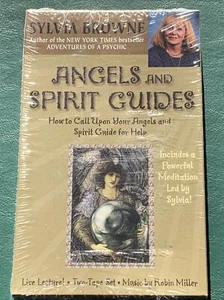 SYLVIA BROWNE
Author of the NEW YORK TIMES bestseller
ADVENTURES OF A PSYCHIC
ANGELS AND
SPIRIT GUIDES
How to Call Upon Your Angels and
Spirit Guide for Help
Includes a
Powerful
Meditation
Led by
Sylvia!
Live Lecture! • Two-Tape Set • Music by Robin Miller